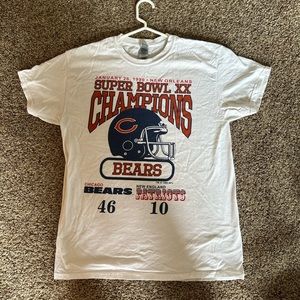 JANUARY 26, 1986 • NEW ORLEANS
SUPER BOWL XX
CHAMPIONS
C
BEARS
CHICAGO
BEARS
46
NEW ENGLAND
PATRIOTS
10